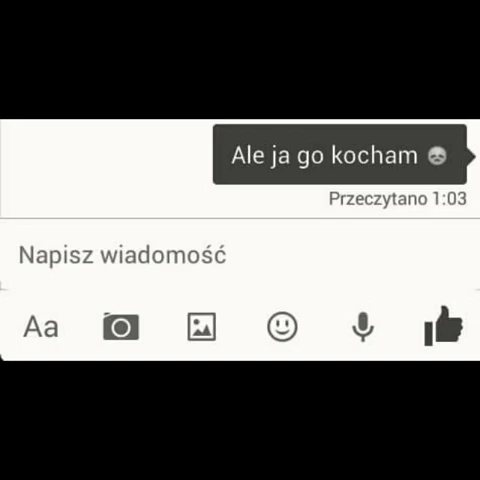 Ale ja go kocham 😞
Przeczytano 1:03
Napisz wiadomość
Aa